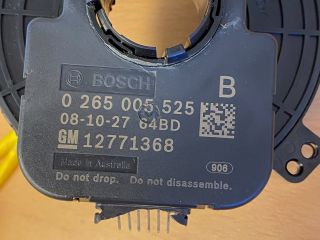 BOSCH
B
0 265 005 525
08-10-27 64BD
GM 12771368
Made in Australia
906
Do not drop. Do not disassemble.